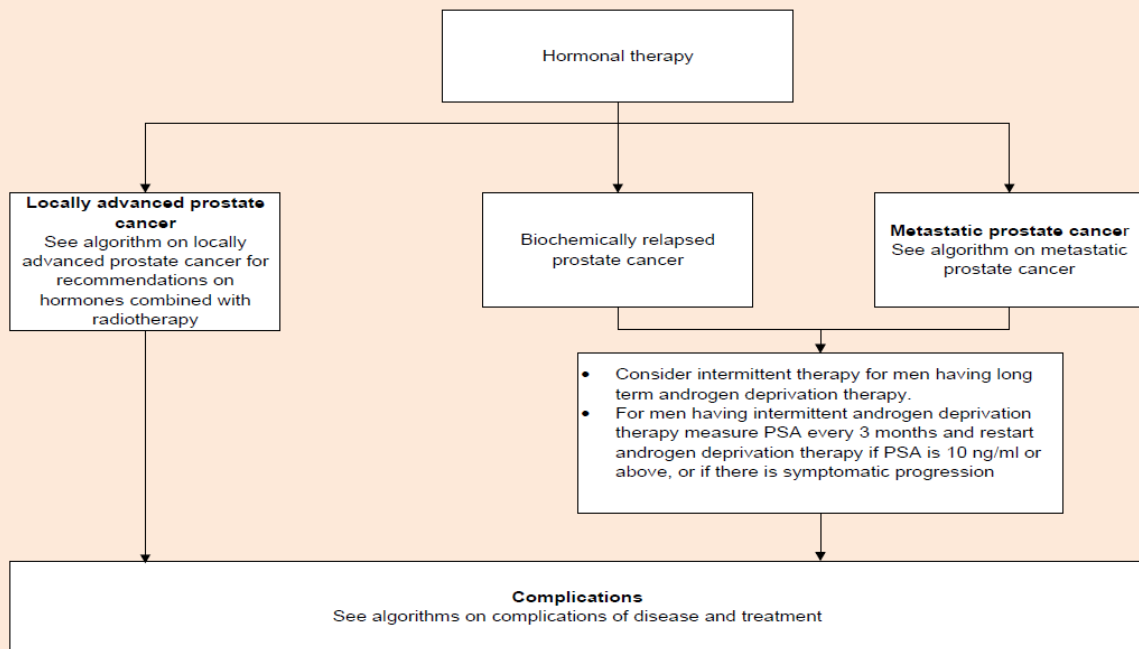 Hormonal therapy
Locally advanced prostate
cancer
See algorithm on locally
advanced prostate cancer for
recommendations on
hormones combined with
radiotherapy
Biochemically relapsed
prostate cancer
Metastatic prostate cancer
See algorithm on metastatic
prostate cancer
• Consider intermittent therapy for men having long
term androgen deprivation therapy.
• For men having intermittent androgen deprivation
therapy measure PSA every 3 months and restart
androgen deprivation therapy if PSA is 10 ng/ml or
above, or if there is symptomatic progression
Complications
See algorithms on complications of disease and treatment